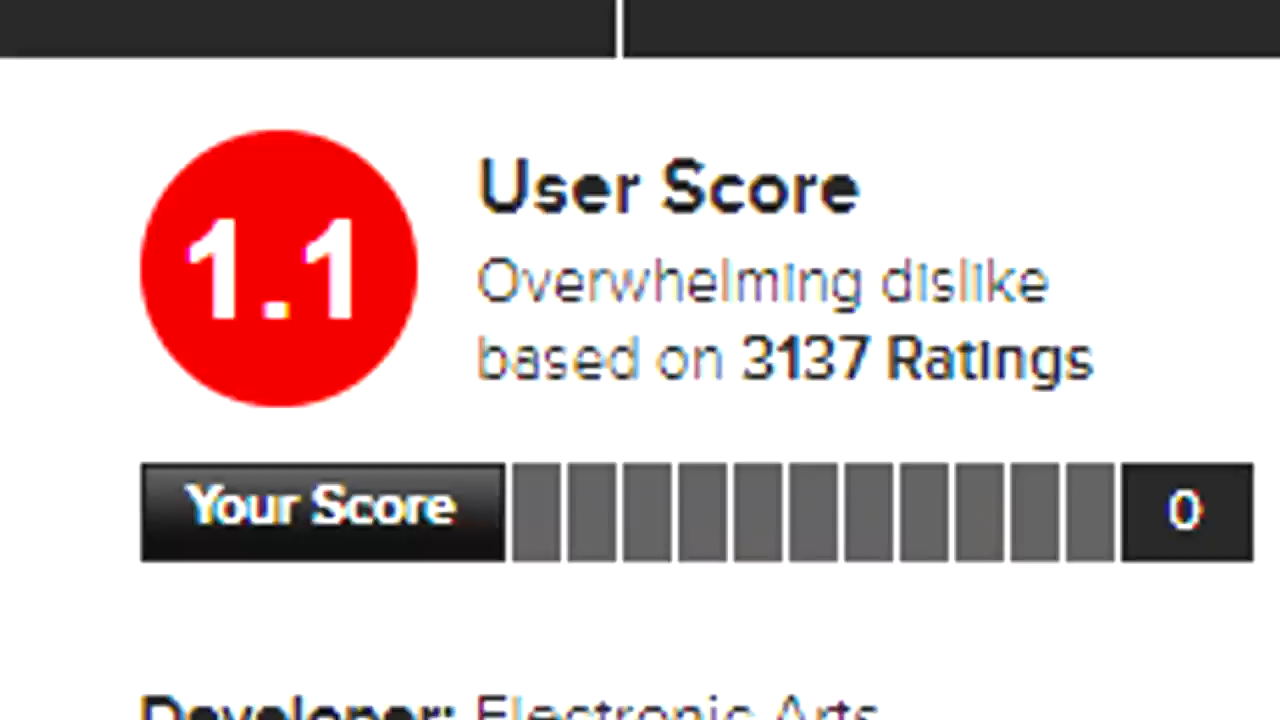 1.1
User Score
Overwhelming dislike
based on 3137 Ratings
Your Score
0
Developer: Electronic Arts